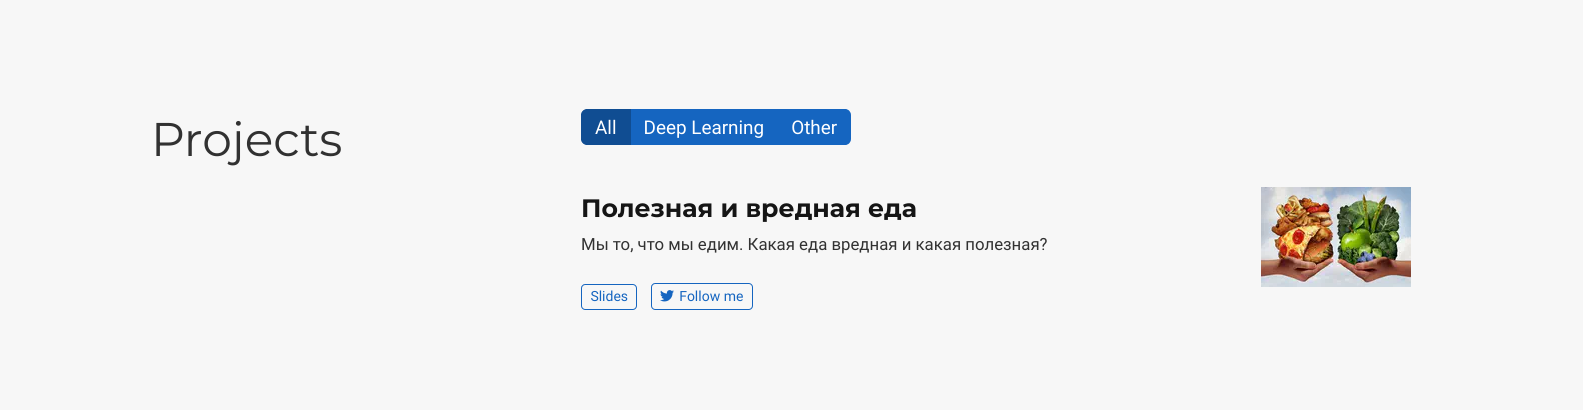 Projects
All Deep Learning Other
Полезная и вредная еда
Мы то, что мы едим. Какая еда вредная и какая полезная?
Slides Follow me